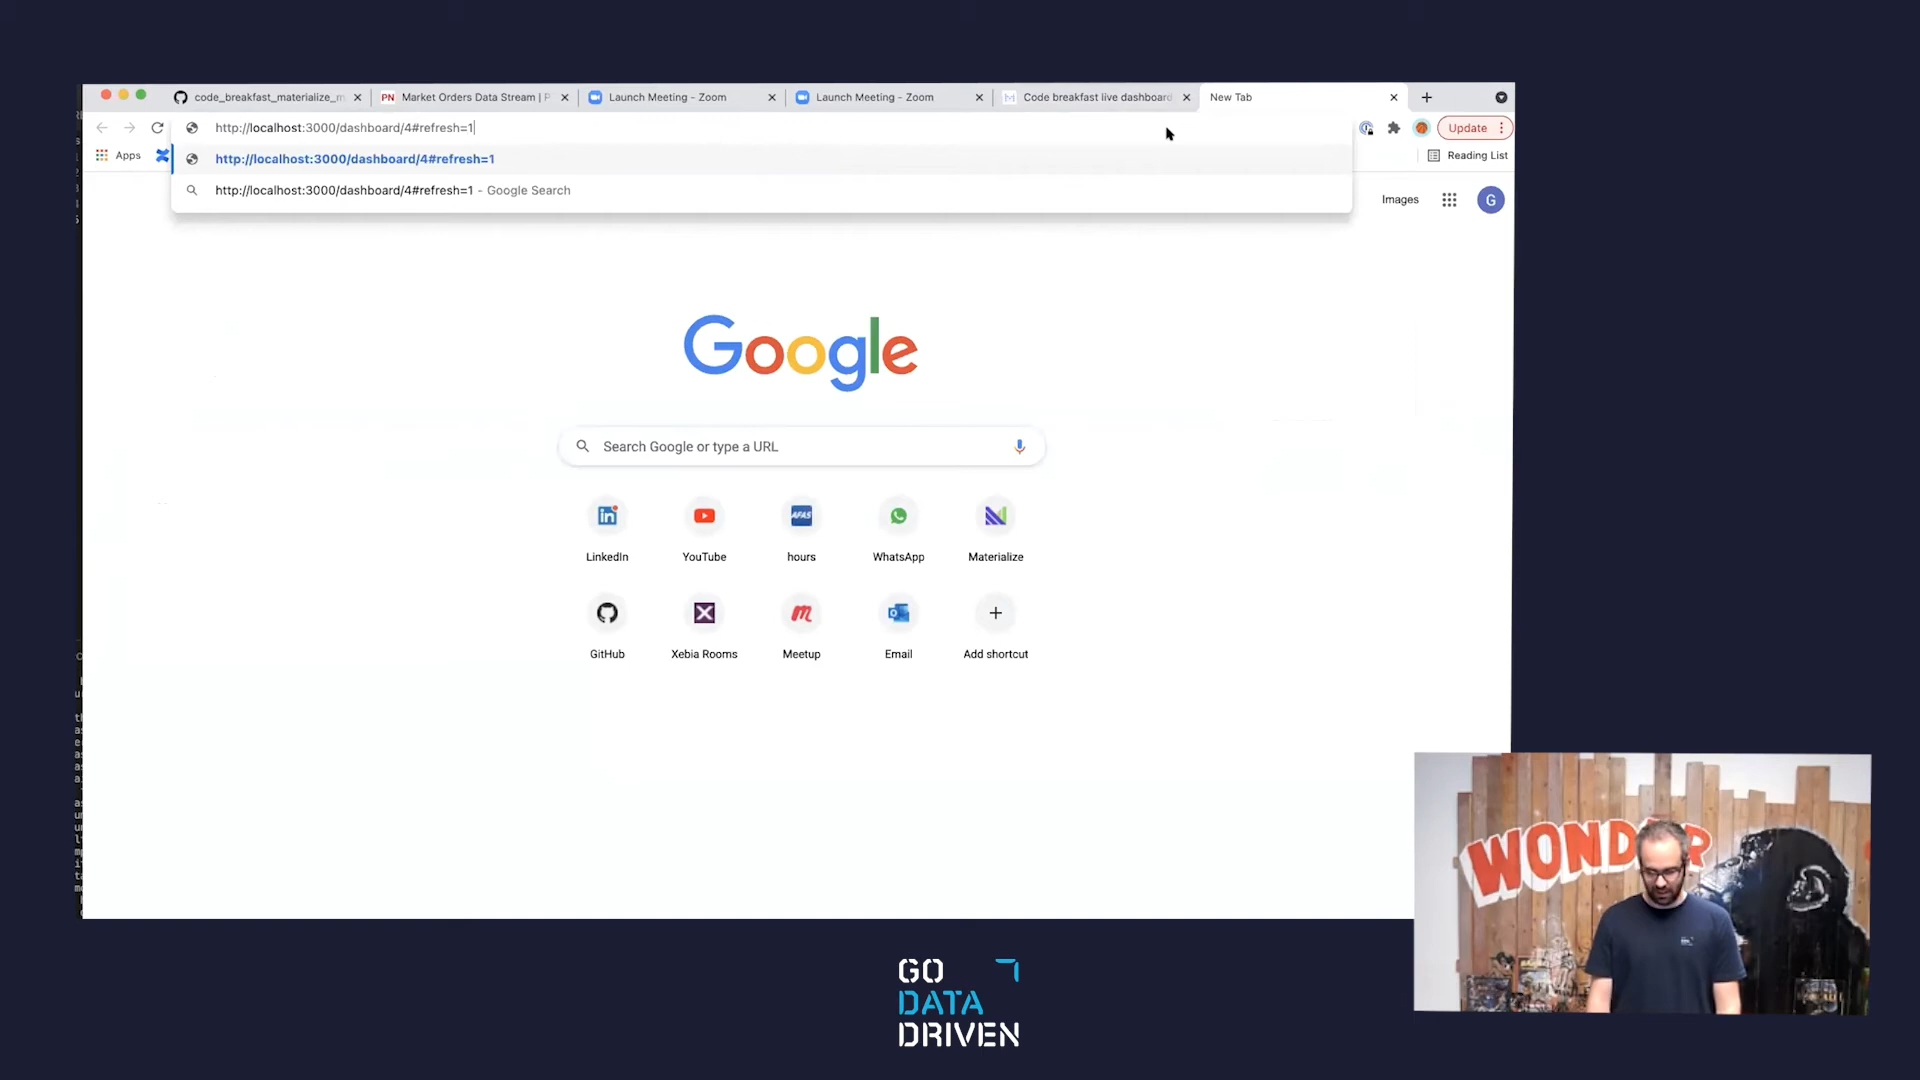 code_breakfast_materialize_m
PN Market Orders Data Stream | P
Launch Meeting - Zoom
Launch Meeting - Zoom
Code breakfast live dashboard
New Tab
http://localhost:3000/dashboard/4#refresh=1
Update
Apps
http://localhost:3000/dashboard/4#refresh=1
Reading List
http://localhost:3000/dashboard/4#refresh=1 - Google Search
Images
G
Google
Search Google or type a URL
in
AFAS
LinkedIn
YouTube
hours
WhatsApp
Materialize
GitHub
Xebia Rooms
Meetup
Email
Add shortcut
WONDER
GO
DATA
DRIVEN